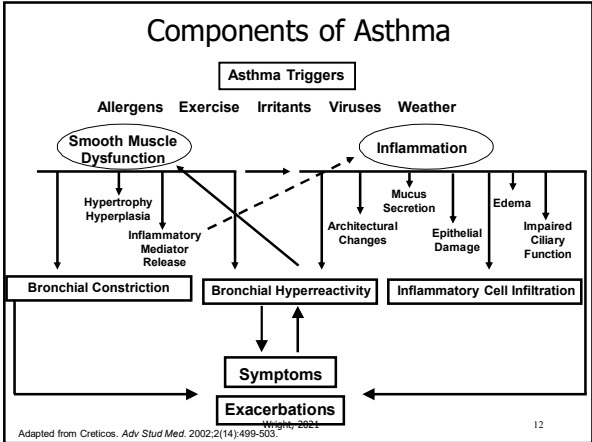 Components of Asthma
Asthma Triggers
Allergens Exercise Irritants Viruses Weather
Smooth Muscle
Dysfunction
Inflammation
Hypertrophy
Hyperplasia
Inflammatory
Mediator
Release
Architectural
Changes
Mucus
Secretion
Epithelial
Damage
Edema
Impaired
Ciliary
Function
Bronchial Constriction
Bronchial Hyperreactivity
Inflammatory Cell Infiltration
Symptoms
Exacerbations
Wright, 2021
12
Adapted from Creticos. Adv Stud Med. 2002;2(14):499-503.